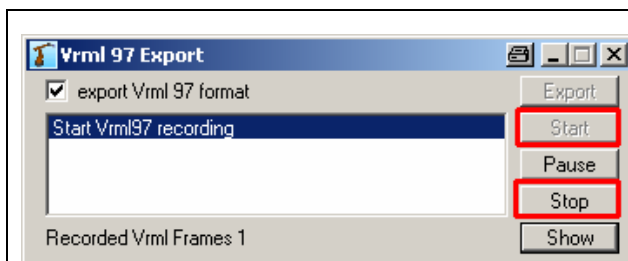 Vrml 97 Export
export Vrml 97 format
Export
Start Vrml97 recording
Start
Pause
Stop
Recorded Vrml Frames 1
Show